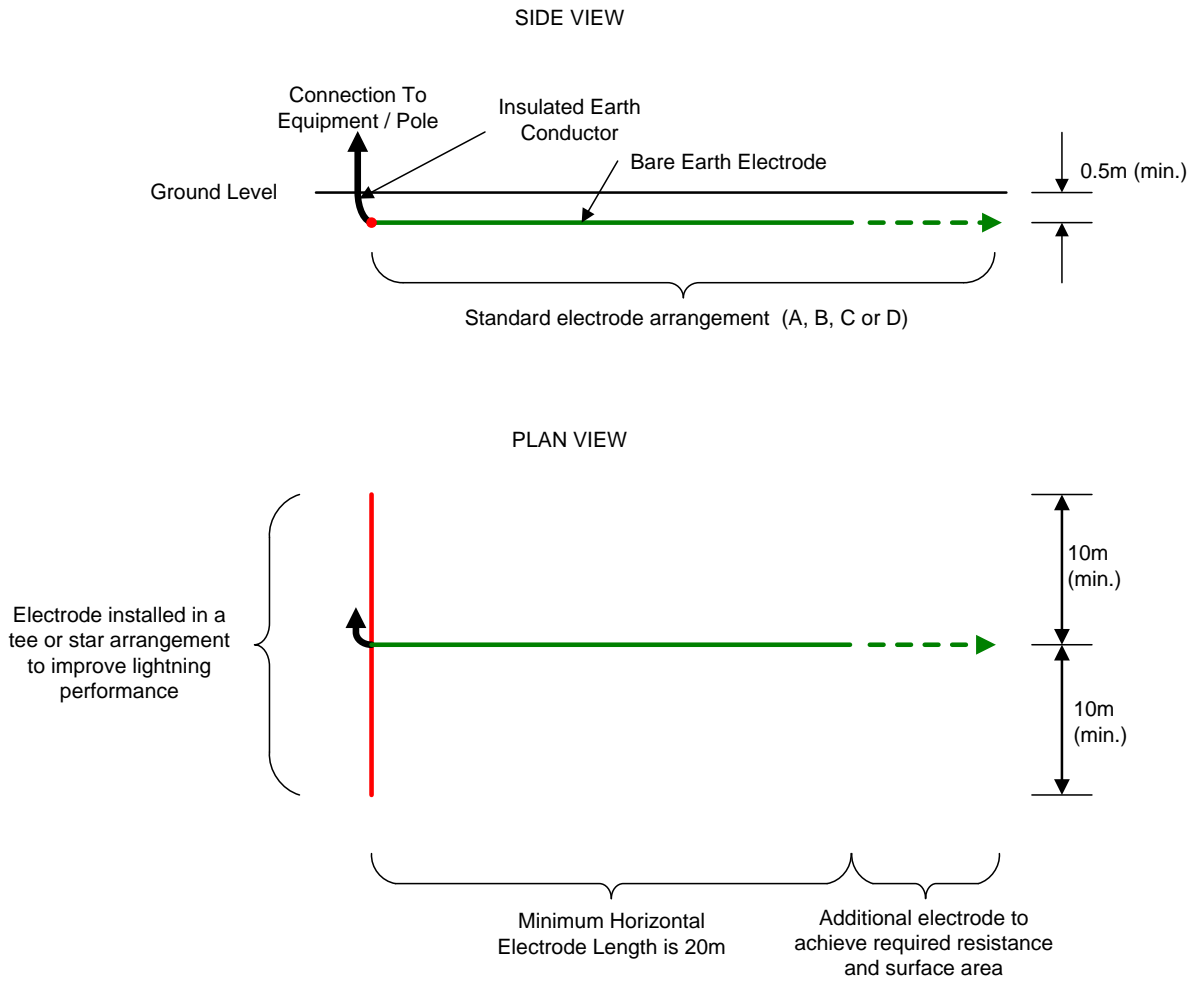 SIDE VIEW
Connection To
Equipment / Pole
Insulated Earth
Conductor
Bare Earth Electrode
0.5m (min.)
Ground Level
Standard electrode arrangement (A, B, C or D)
PLAN VIEW
10m
(min.)
Electrode installed in a
tee or star arrangement
to improve lightning
performance
10m
(min.)
Minimum Horizontal
Electrode Length is 20m
Additional electrode to
achieve required resistance
and surface area